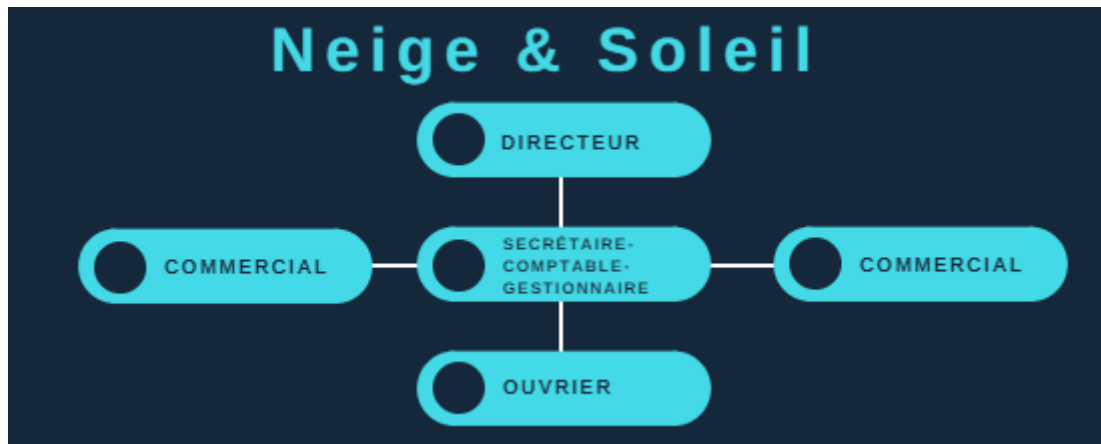 Neige & Soleil
DIRECTEUR
COMMERCIAL
SECRÉTAIRE-
COMPTABLE-
GESTIONNAIRE
COMMERCIAL
OUVRIER